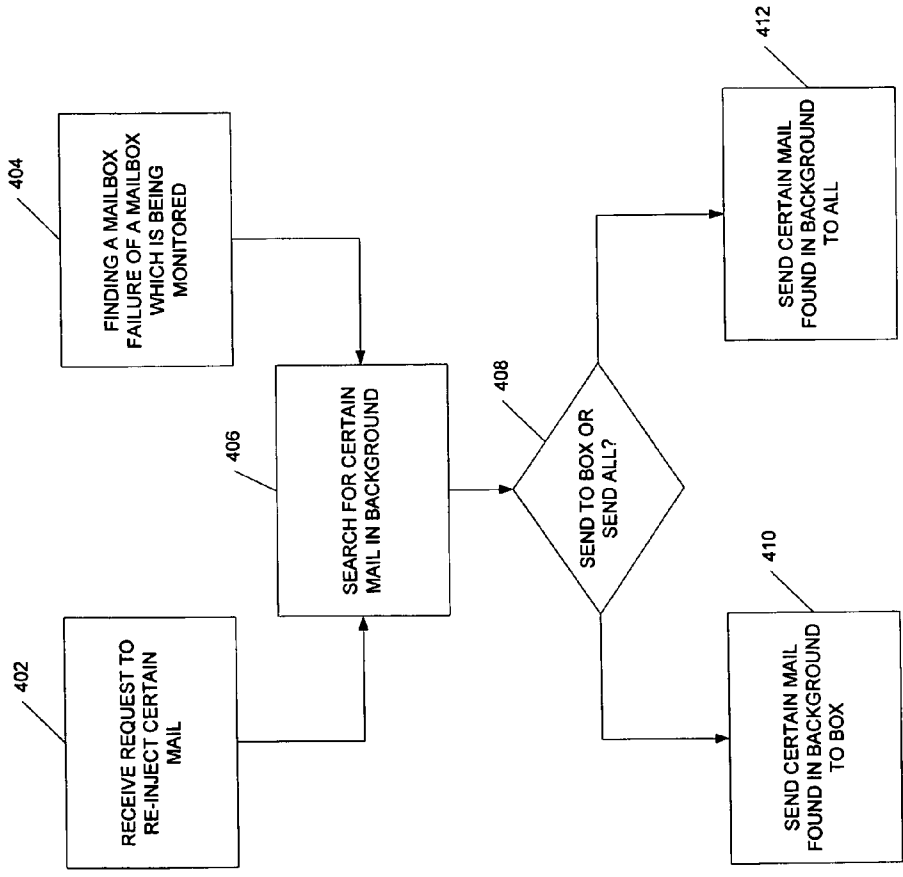 402
RECEIVE REQUEST TO
RE-INJECT CERTAIN
MAIL
404
FINDING A MAILBOX
FAILURE OF A MAILBOX
WHICH IS BEING
MONITORED
406
SEARCH FOR CERTAIN
MAIL IN BACKGROUND
408
SEND TO BOX OR
SEND ALL?
410
SEND CERTAIN MAIL
FOUND IN BACKGROUND
TO BOX
412
SEND CERTAIN MAIL
FOUND IN BACKGROUND
TO ALL